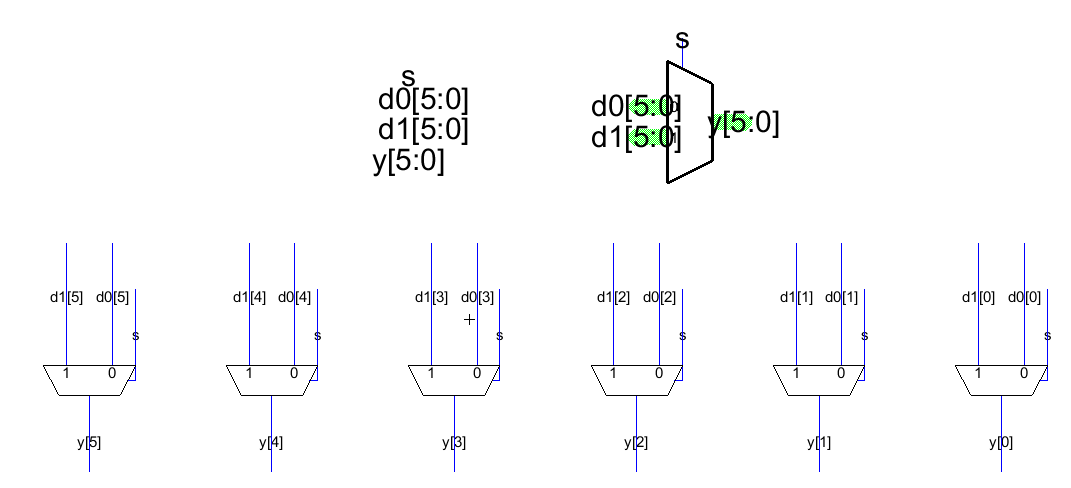 s
s
d0[5:0]
d1[5:0]
y[5:0]
d0[5:0] 0
d1[5:0] 1
y[5:0]
d1[5] d0[5] d1[4] d0[4] d1[3] d0[3] d1[2] d0[2] d1[1] d0[1] d1[0] d0[0]
s s s s s s
1 0 1 0 1 0 1 0 1 0 1 0
y[5] y[4] y[3] y[2] y[1] y[0]